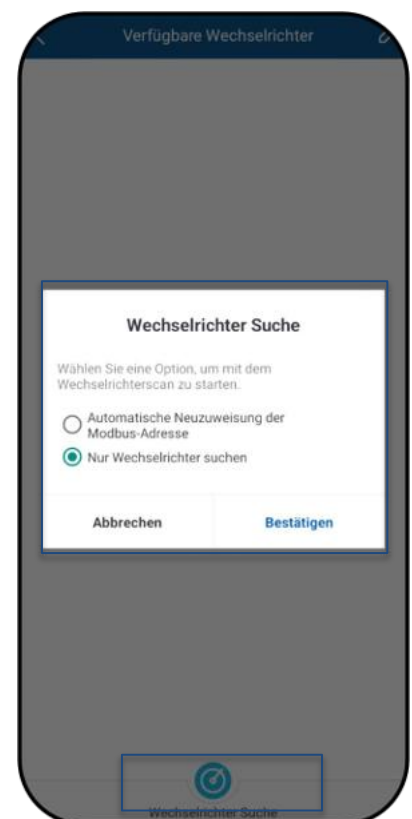 Verfügbare Wechselrichter
Wechselrichter Suche
Wählen Sie eine Option, um mit dem
Wechselrichterscan zu starten.
Automatische Neuzuweisung der
Modbus-Adresse
Nur Wechselrichter suchen
Abbrechen Bestätigen
Wechselrichter Suche